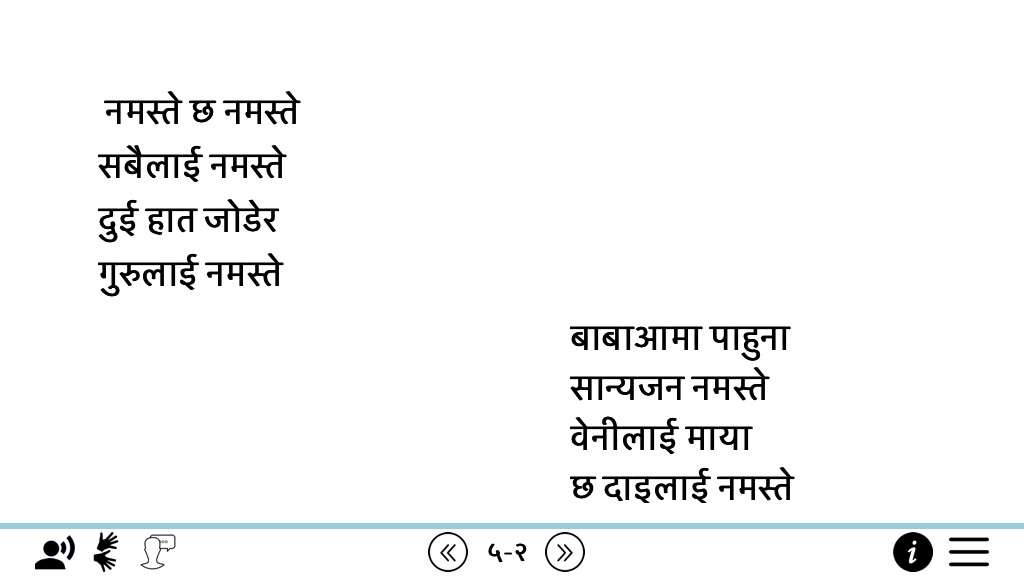 नमस्ते छ नमस्ते
सबैलाई नमस्ते
दुई हात जोडेर
गुरुलाई नमस्ते
बाबाआमा पाहुना
सान्यजन नमस्ते
वेनीलाई माया
छ दाइलाई नमस्ते
५-२